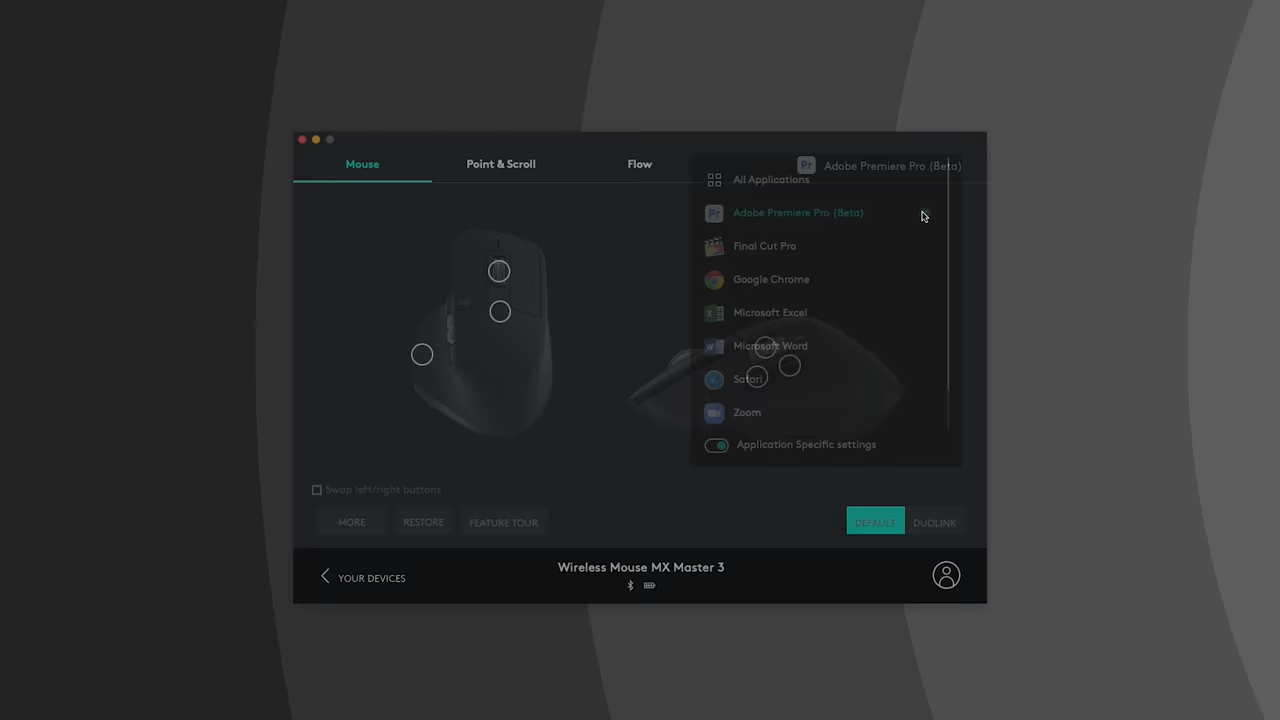 Mouse
Point & Scroll
Flow
Pr Adobe Premiere Pro (Beta)
All Applications
Pr Adobe Premiere Pro (Beta)
Final Cut Pro
Google Chrome
Microsoft Excel
Microsoft Word
Safari
Zoom
Application Specific settings
Swap left/right buttons
MORE
RESTORE
FEATURE TOUR
DEFAULT
DUOLINK
YOUR DEVICES
Wireless Mouse MX Master 3